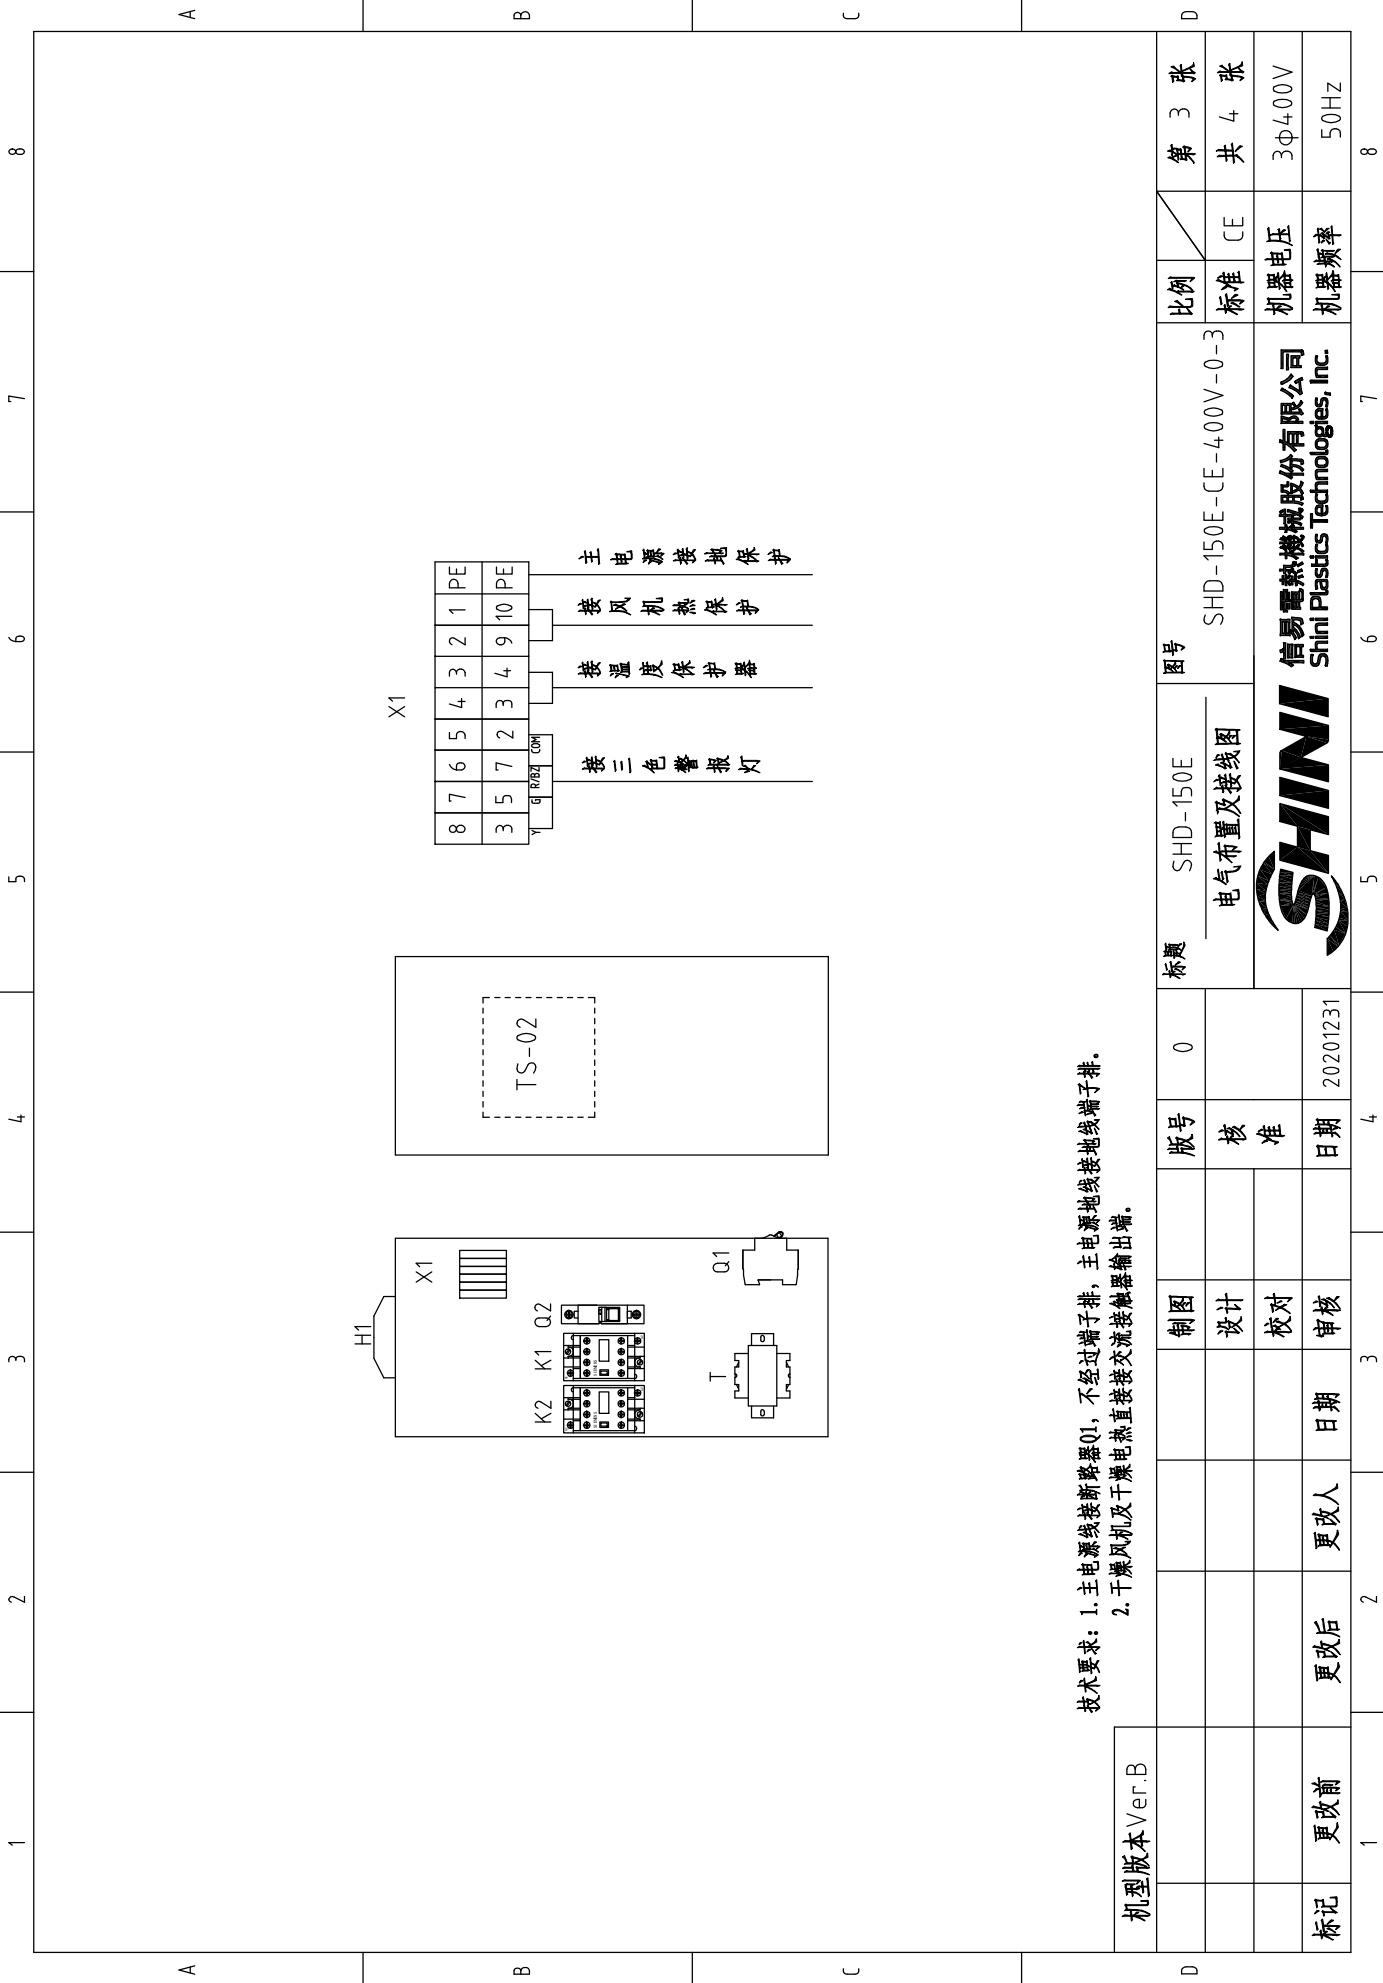 1 2 3 4 5 6 7 8
A
B
C
D
H1
X1
Q2
K1
K2
T
Q1
TS-02
X1
8 7 6 5 4 3 2 1 PE
3 5 7 2 3 4 9 10 PE
Y G R/BZ COM
接三色警报灯
接温度保护器
接风机热保护
主电源接地保护
技术要求：1.主电源线接断路器Q1，不经过端子排，主电源地线接地线端子排。
2.干燥风机及干燥电热直接接交流接触器输出端。
机型版本Ver.B
标记 更改前 更改后 更改人 日期
制图
设计
校对
审核
版号 0
核准
日期 20201231
标题
SHD-150E
电气布置及接线图
图号
SHD-150E-CE-400V-0-3
比例
标准 CE
第 3 张
共 4 张
机器电压 3φ400V
机器频率 50Hz
SHINI
信易電熱機械股份有限公司
Shini Plastics Technologies, Inc.
A
B
C
D
1 2 3 4 5 6 7 8